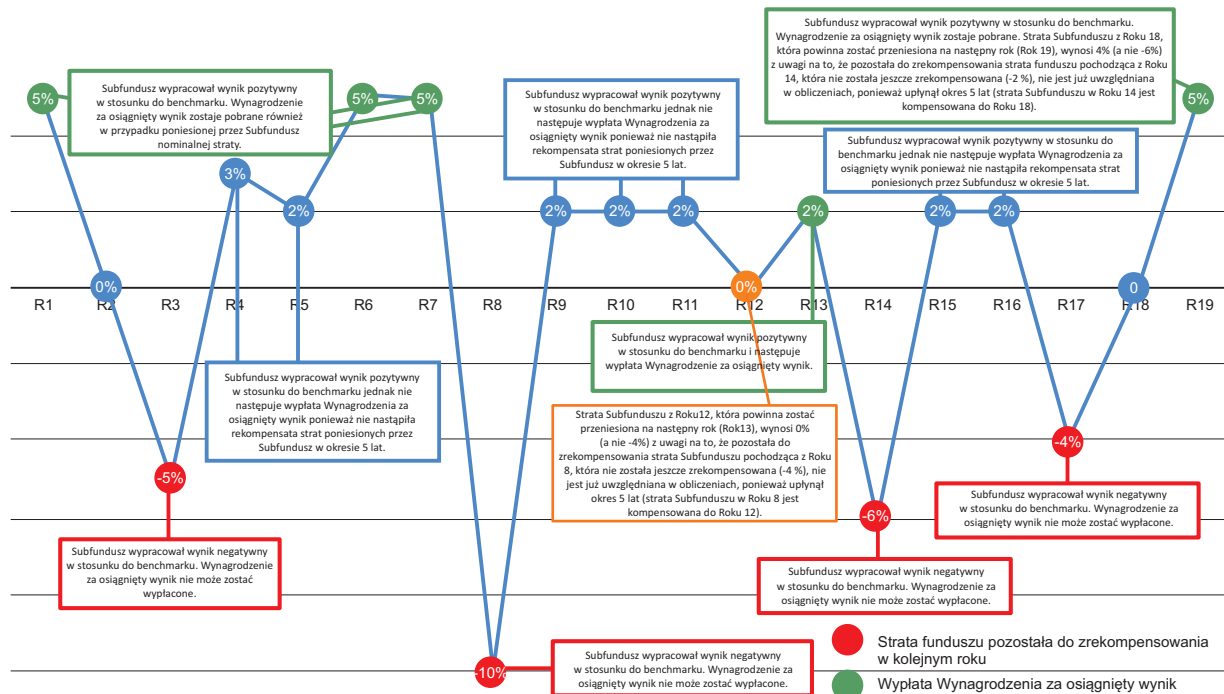 Subfundusz wypracował wynik pozytywny w stosunku do benchmarku.
Wynagrodzenie za osiągnięty wynik zostaje pobrane. Strata Subfunduszu z Roku 18,
która powinna zostać przeniesiona na następny rok (Rok 19), wynosi 4% (a nie -6%)
z uwagi na to, że pozostała do zrekompensowania strata funduszu pochodząca z Roku
14, która nie została jeszcze zrekompensowana (-2 %), nie jest już uwzględniana
w obliczeniach, ponieważ upłynął okres 5 lat (strata Subfunduszu w Roku 14 jest
kompensowana do Roku 18).
Subfundusz wypracował wynik pozytywny
w stosunku do benchmarku. Wynagrodzenie
za osiągnięty wynik zostaje pobrane również
w przypadku poniesionej przez Subfundusz
nominalnej straty.
Subfundusz wypracował wynik pozytywny
w stosunku do benchmarku jednak nie
następuje wypłata Wynagrodzenia za
osiągnięty wynik ponieważ nie nastąpiła
rekompensata strat poniesionych przez
Subfundusz w okresie 5 lat.
Subfundusz wypracował wynik pozytywny w stosunku do
benchmarku jednak nie następuje wypłata Wynagrodzenia za
osiągnięty wynik ponieważ nie nastąpiła rekompensata strat
poniesionych przez Subfundusz w okresie 5 lat.
5% 5% 5% 5%
3%
2% 2% 2% 2% 2% 2% 2%
0% 0% 0
R1 R2 R3 R4 R5 R6 R7 R8 R9 R10 R11 R12 R13 R14 R15 R16 R17 R18 R19
Subfundusz wypracował wynik pozytywny
w stosunku do benchmarku i następuje
wypłata Wynagrodzenia za osiągnięty wynik.
Subfundusz wypracował wynik pozytywny
w stosunku do benchmarku jednak nie
następuje wypłata Wynagrodzenia za
osiągnięty wynik ponieważ nie nastąpiła
rekompensata strat poniesionych przez
Subfundusz w okresie 5 lat.
Strata Subfunduszu z Roku12, która powinna zostać
przeniesiona na następny rok (Rok13), wynosi 0%
(a nie -4%) z uwagi na to, że pozostała do
zrekompensowania strata Subfunduszu pochodząca z Roku
8, która nie została jeszcze zrekompensowana (-4 %), nie
jest już uwzględniana w obliczeniach, ponieważ upłynął
okres 5 lat (strata Subfunduszu w Roku 8 jest
kompensowana do Roku 12).
-4%
-5%
-6%
Subfundusz wypracował wynik negatywny
w stosunku do benchmarku. Wynagrodzenie za
osiągnięty wynik nie może zostać wypłacone.
Subfundusz wypracował wynik negatywny
w stosunku do benchmarku. Wynagrodzenie
za osiągnięty wynik nie może zostać
wypłacone.
Subfundusz wypracował wynik negatywny
w stosunku do benchmarku. Wynagrodzenie za
osiągnięty wynik nie może zostać wypłacone.
-10%
Subfundusz wypracował wynik negatywny
w stosunku do benchmarku. Wynagrodzenie za
osiągnięty wynik nie może zostać wypłacone.
Strata funduszu pozostała do zrekompensowania
w kolejnym roku
Wypłata Wynagrodzenia za osiągnięty wynik